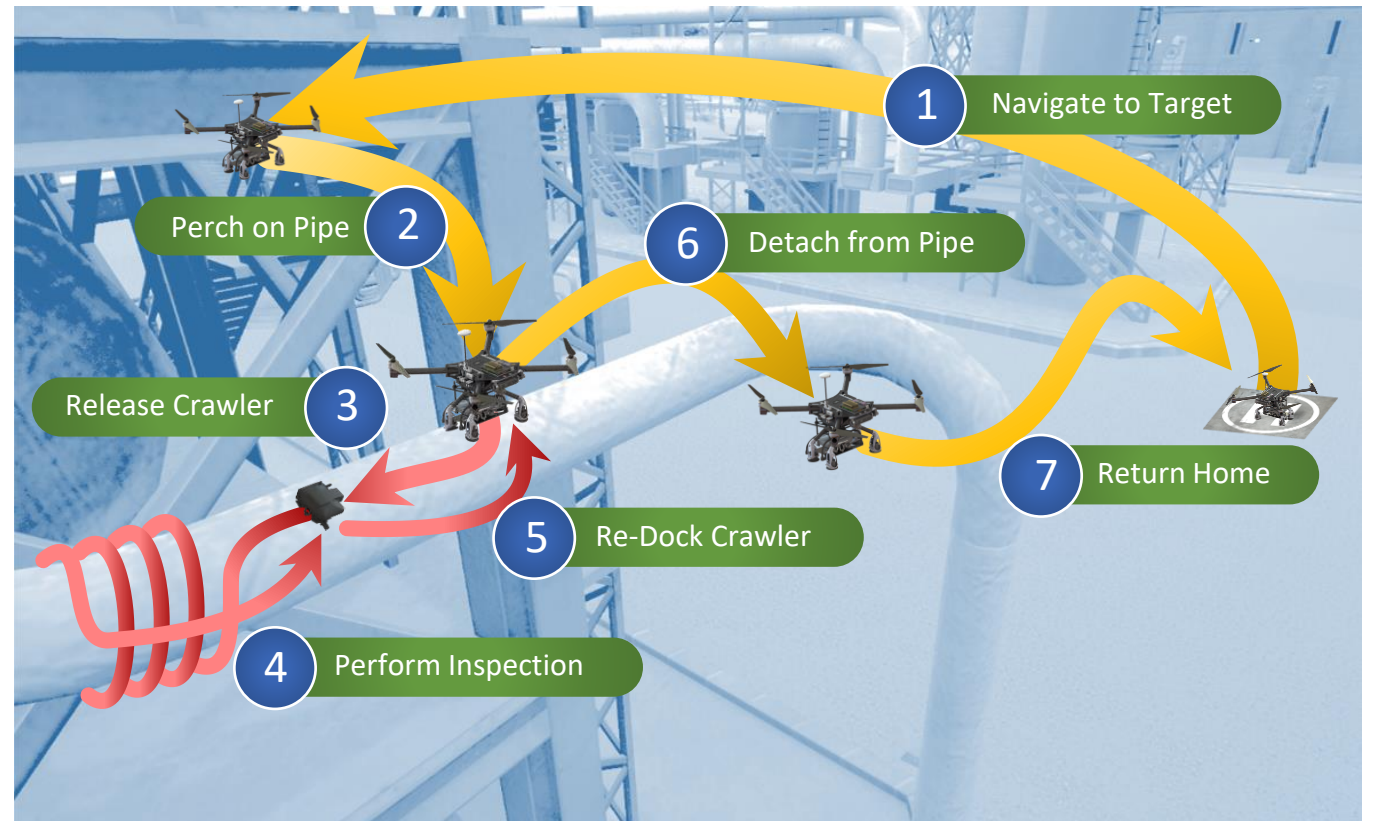 1 Navigate to Target
Perch on Pipe 2
6 Detach from Pipe
Release Crawler 3
7 Return Home
5 Re-Dock Crawler
4 Perform Inspection